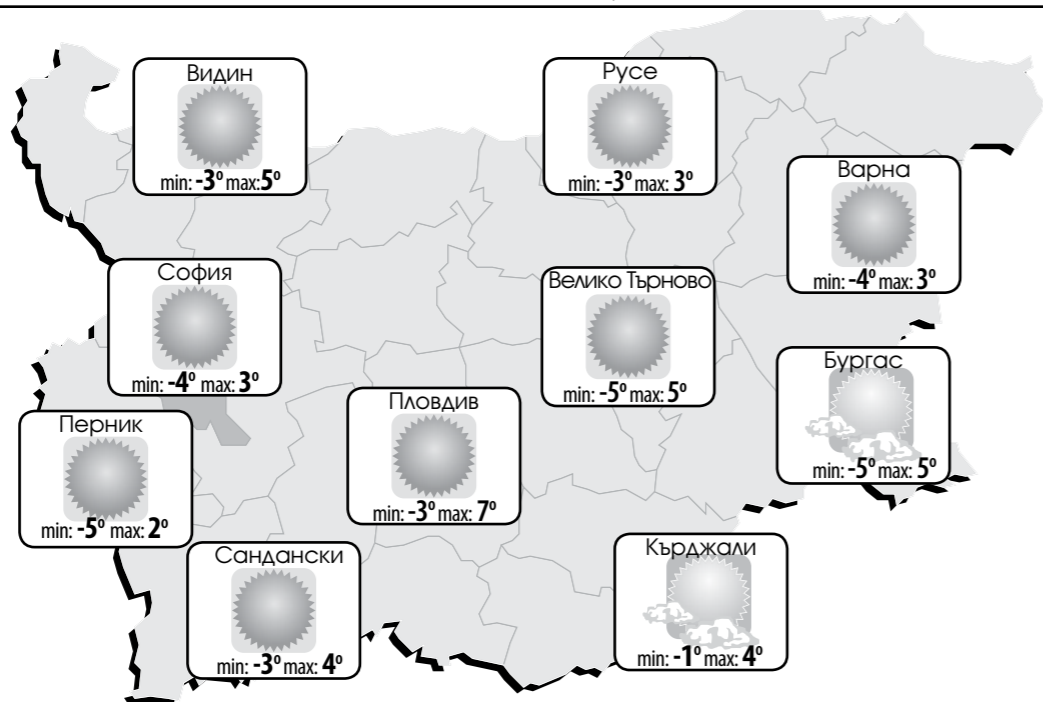 Видин
min: -3° max:5°
Русе
min: -3° max: 3°
Варна
min: -4° max: 3°
София
min: -4° max: 3°
Велико Търново
min: -5° max: 5°
Бургас
min: -5° max: 5°
Пловдив
min: -3° max: 7°
Перник
min: -5° max: 2°
Сандански
min: -3° max: 4°
Кърджали
min: -1° max: 4°